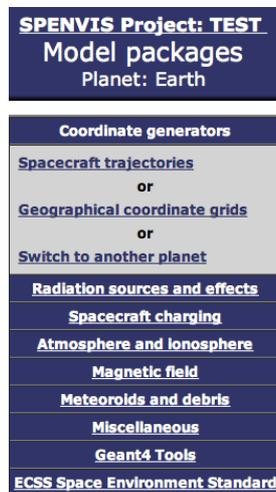 SPENVIS Project: TEST
Model packages
Planet: Earth
Coordinate generators
Spacecraft trajectories
or
Geographical coordinate grids
or
Switch to another planet
Radiation sources and effects
Spacecraft charging
Atmosphere and ionosphere
Magnetic field
Meteoroids and debris
Miscellaneous
Geant4 Tools
ECSS Space Environment Standard